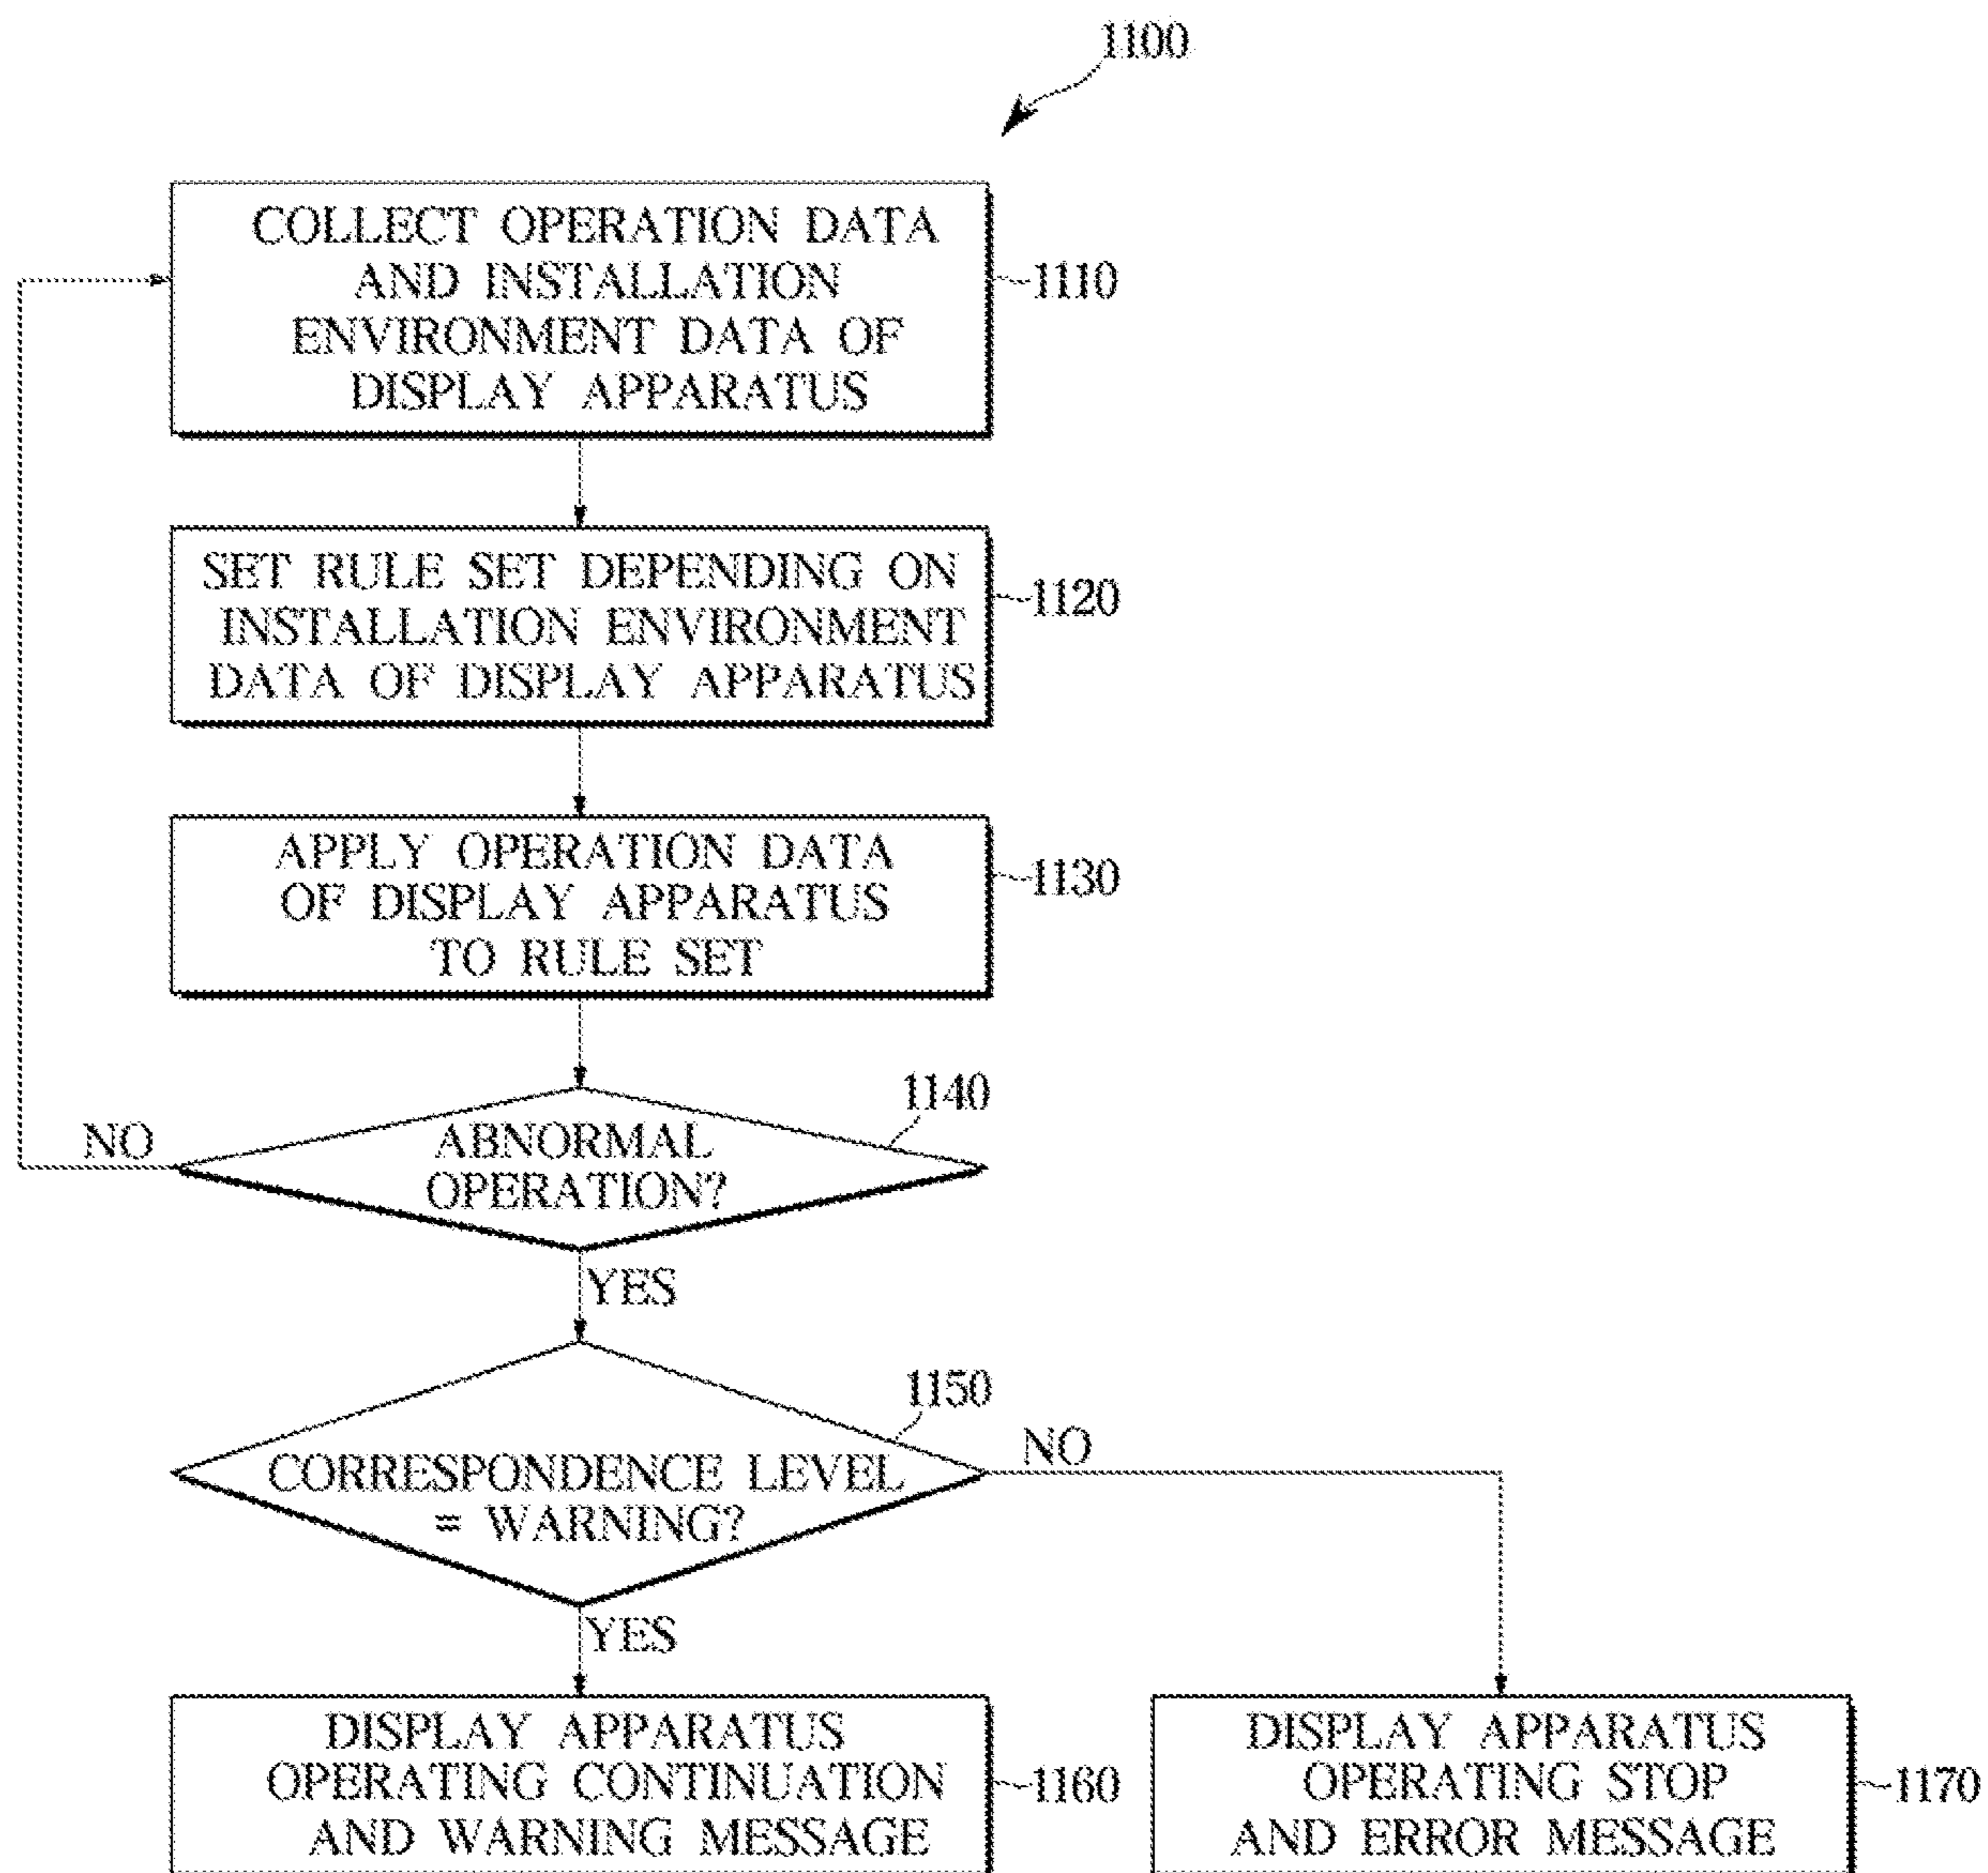 1100
COLLECT OPERATION DATA
AND INSTALLATION
ENVIRONMENT DATA OF
DISPLAY APPARATUS
1110
SET RULE SET DEPENDING ON
INSTALLATION ENVIRONMENT
DATA OF DISPLAY APPARATUS
1120
APPLY OPERATION DATA
OF DISPLAY APPARATUS
TO RULE SET
1130
1140
NO
ABNORMAL
OPERATION?
YES
1150
NO
CORRESPONDENCE LEVEL
= WARNING?
YES
DISPLAY APPARATUS
OPERATING CONTINUATION
AND WARNING MESSAGE
1160
DISPLAY APPARATUS
OPERATING STOP
AND ERROR MESSAGE
1170